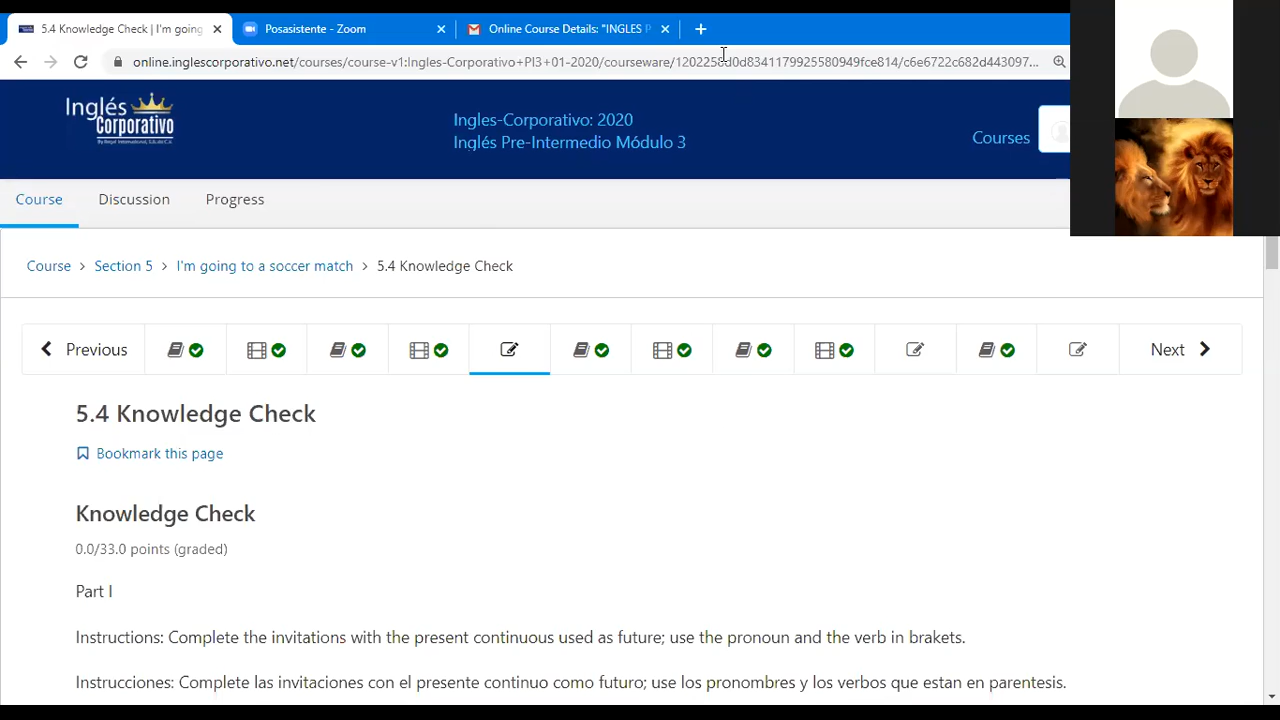 5.4 Knowledge Check | I'm going
Posasistente - Zoom
Online Course Details: "INGLES P
online.inglescorporativo.net/courses/course-v1:Ingles-Corporativo+PI3+01-2020/courseware/1202258d0d8341179925580949fce814/c6e6722c682d443097...
Inglés
Corporativo
Ingles-Corporativo: 2020
Inglés Pre-Intermedio Módulo 3
Courses
Course
Discussion
Progress
Course > Section 5 > I'm going to a soccer match > 5.4 Knowledge Check
Previous
Next
5.4 Knowledge Check
Bookmark this page
Knowledge Check
0.0/33.0 points (graded)
Part I
Instructions: Complete the invitations with the present continuous used as future; use the pronoun and the verb in brakets.
Instrucciones: Complete las invitaciones con el presente continuo como futuro; use los pronombres y los verbos que estan en parentesis.